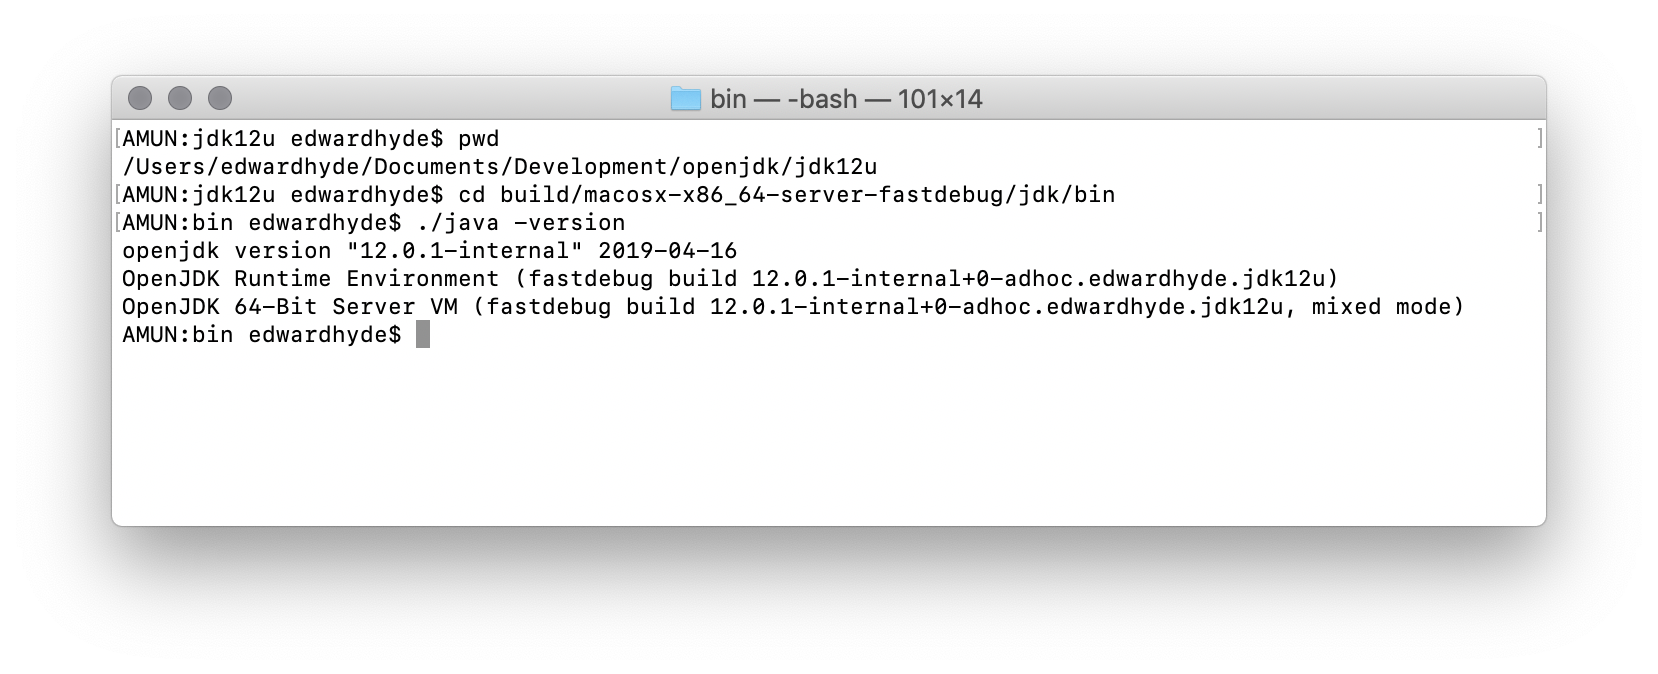 bin — -bash — 101×14
[AMUN:jdk12u edwardhyde$ pwd ]
/Users/edwardhyde/Documents/Development/openjdk/jdk12u
[AMUN:jdk12u edwardhyde$ cd build/macosx-x86_64-server-fastdebug/jdk/bin ]
[AMUN:bin edwardhyde$ ./java -version ]
openjdk version "12.0.1-internal" 2019-04-16
OpenJDK Runtime Environment (fastdebug build 12.0.1-internal+0-adhoc.edwardhyde.jdk12u)
OpenJDK 64-Bit Server VM (fastdebug build 12.0.1-internal+0-adhoc.edwardhyde.jdk12u, mixed mode)
AMUN:bin edwardhyde$